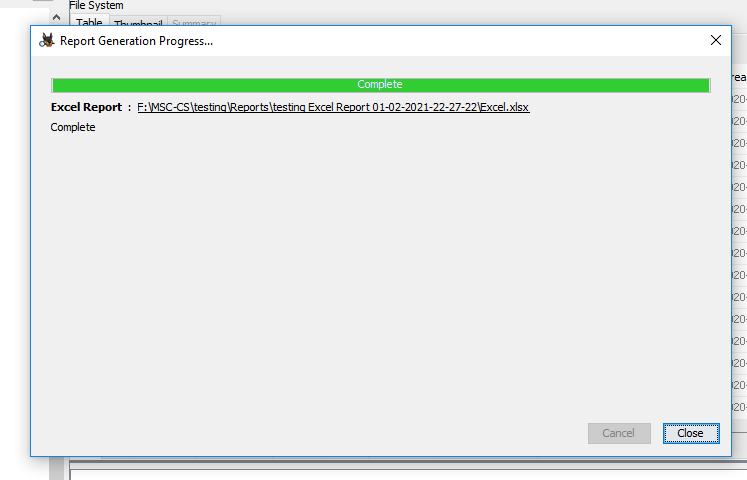 File System
Table Thumbnail Summary
Report Generation Progress...
Complete
Excel Report : F:\MSC-CS\testing\Reports\testing Excel Report 01-02-2021-22-27-22\Excel.xlsx
Complete
Cancel Close